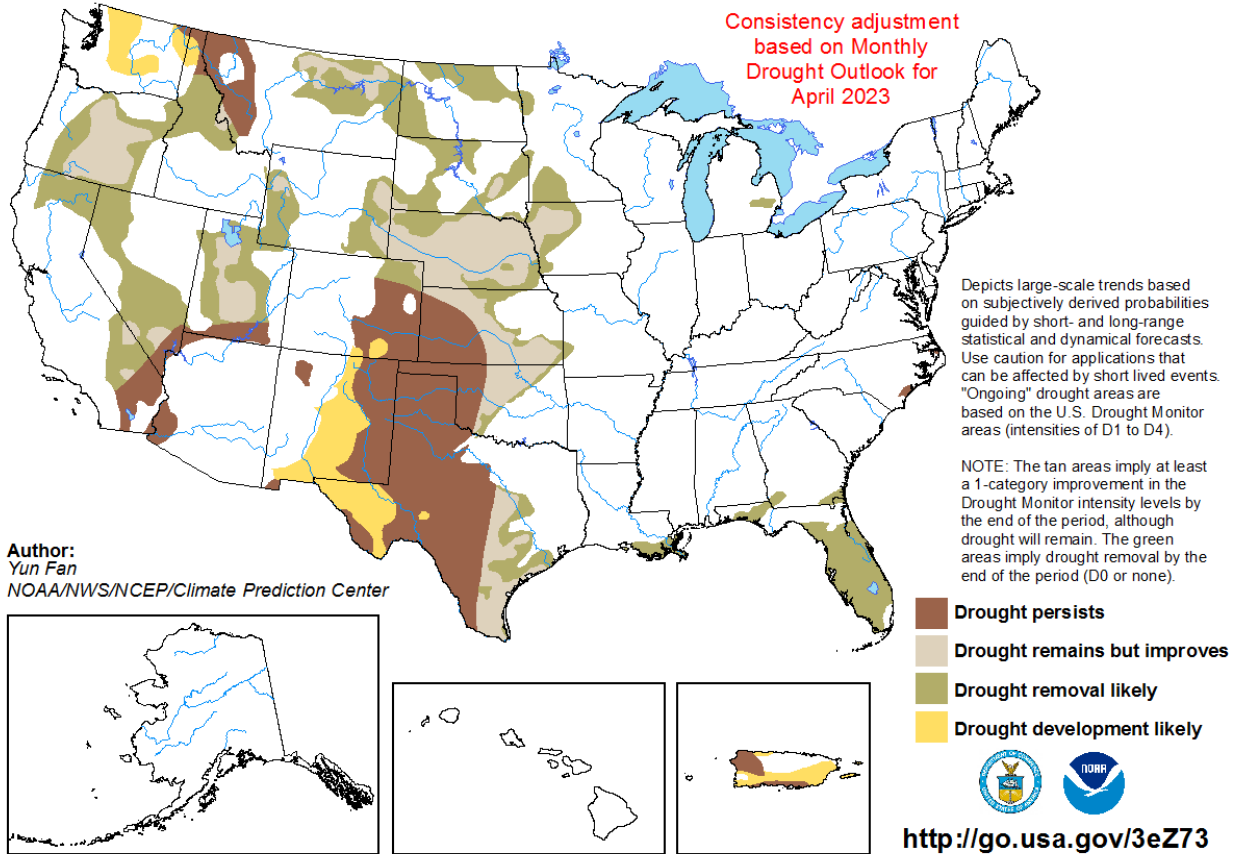 Consistency adjustment
based on Monthly
Drought Outlook for
April 2023
Depicts large-scale trends based
on subjectively derived probabilities
guided by short- and long-range
statistical and dynamical forecasts.
Use caution for applications that
can be affected by short lived events.
"Ongoing" drought areas are
based on the U.S. Drought Monitor
areas (intensities of D1 to D4).
NOTE: The tan areas imply at least
a 1-category improvement in the
Drought Monitor intensity levels by
the end of the period, although
drought will remain. The green
areas imply drought removal by the
end of the period (D0 or none).
Author:
Yun Fan
NOAA/NWS/NCEP/Climate Prediction Center
Drought persists
Drought remains but improves
Drought removal likely
Drought development likely
NOAA
http://go.usa.gov/3eZ73